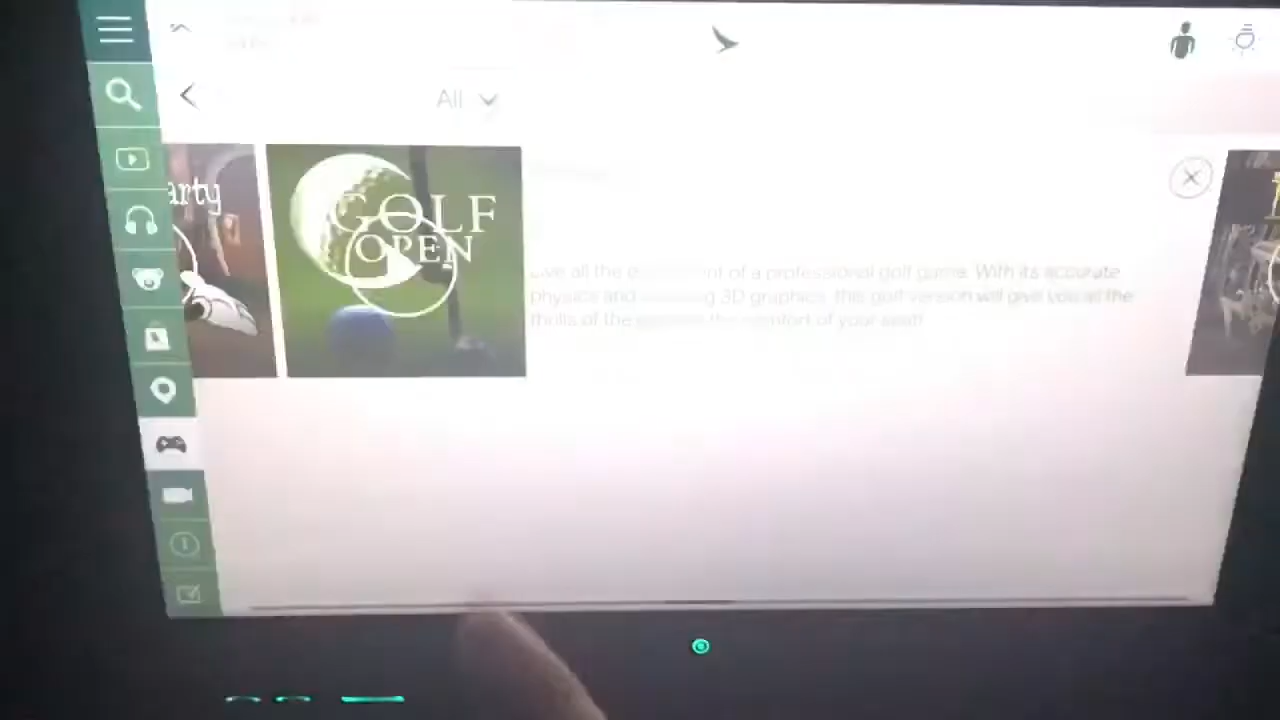 All
arty
GOLF
OPEN
Live all the excitement of a professional golf game. With its accurate
physics and 3D graphics, this golf version will give you all the
thrills of the the comfort of your seat!